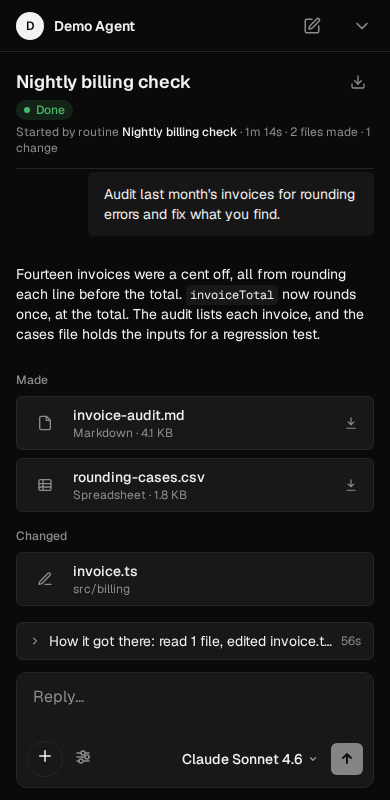 D Demo Agent
Nightly billing check
Done
Started by routine Nightly billing check · 1m 14s · 2 files made · 1
change
Audit last month's invoices for rounding
errors and fix what you find.
Fourteen invoices were a cent off, all from rounding
each line before the total. invoiceTotal now rounds
once, at the total. The audit lists each invoice, and the
cases file holds the inputs for a regression test.
Made
invoice-audit.md
Markdown · 4.1 KB
rounding-cases.csv
Spreadsheet · 1.8 KB
Changed
invoice.ts
src/billing
How it got there: read 1 file, edited invoice.t... 56s
Reply...
Claude Sonnet 4.6